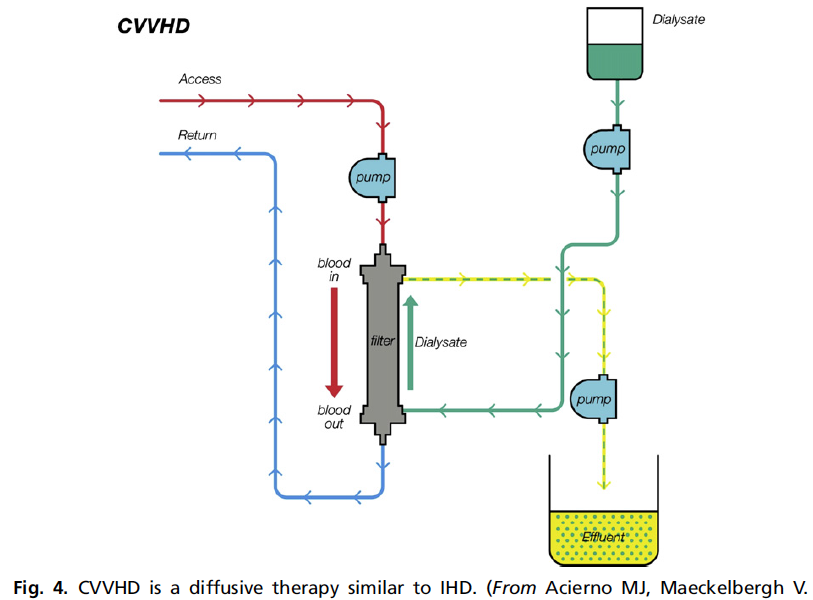 CVVHD
Dialysate
Access
Return
pump
pump
blood
in
filter
Dialysate
blood
out
pump
Effluent
Fig. 4. CVVHD is a diffusive therapy similar to IHD. (From Acierno MJ, Maeckelbergh V.